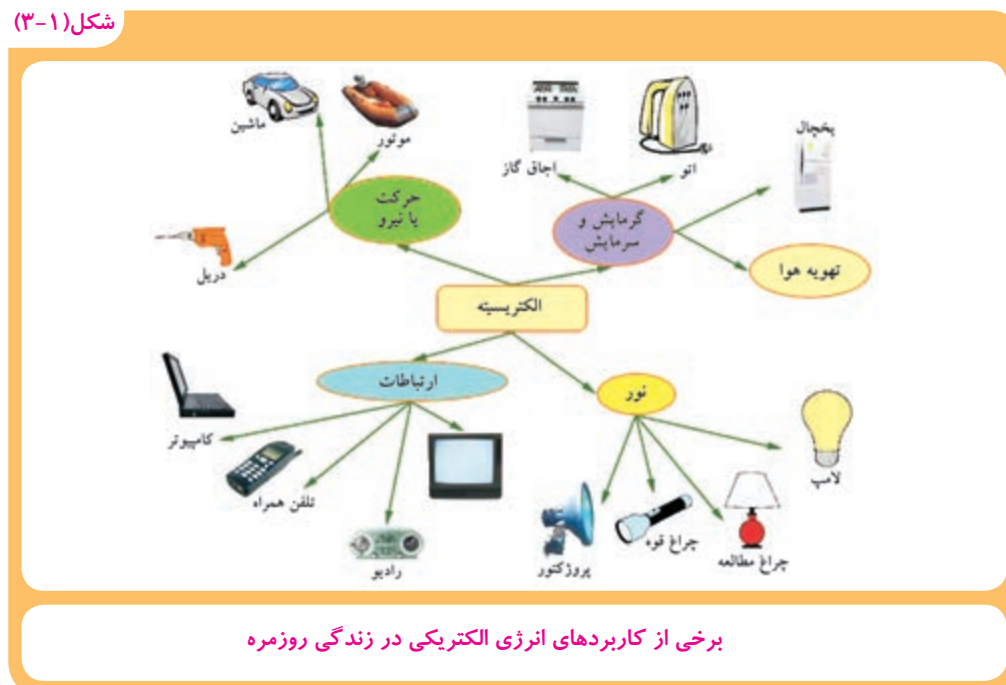 شکل(۱-۳)
ماشین
موتور
دریل
حرکت
یا نیرو
اجاق گاز
اتو
یخچال
گرمایش و
سرمایش
تهویه هوا
الکتریسیته
ارتباطات
کامپیوتر
تلفن همراه
رادیو
نور
پروژکتور
چراغ قوه
چراغ مطالعه
لامپ
برخی از کاربردهای انرژی الکتریکی در زندگی روزمره